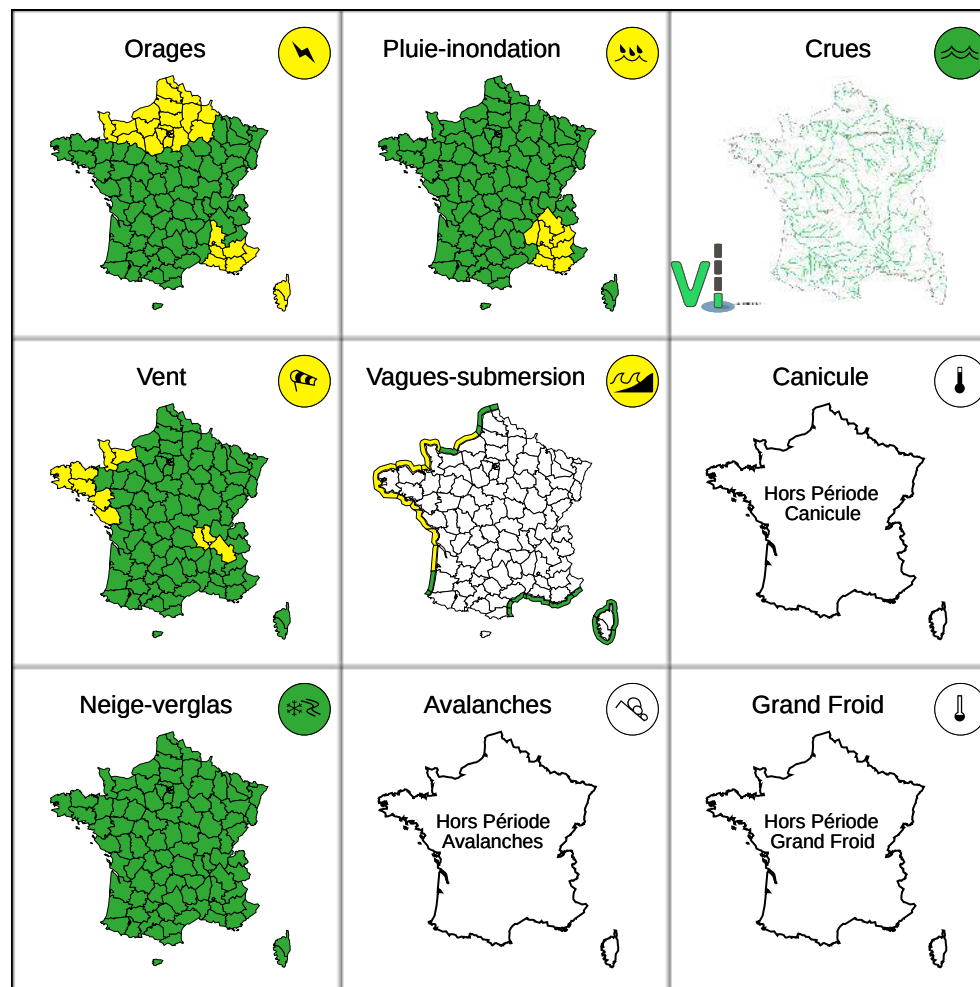 Orages
Pluie-inondation
Crues
Vent
Vagues-submersion
Canicule
Hors Période
Canicule
Neige-verglas
Avalanches
Grand Froid
Hors Période
Avalanches
Hors Période
Grand Froid